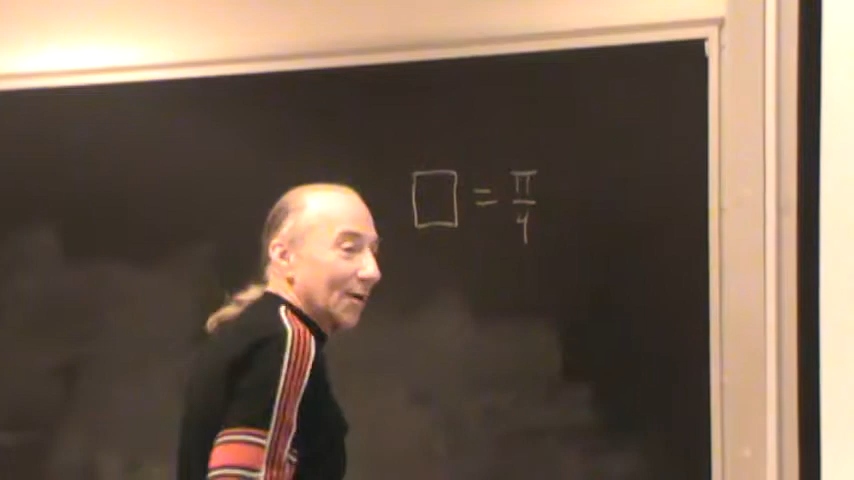 □ = π/4